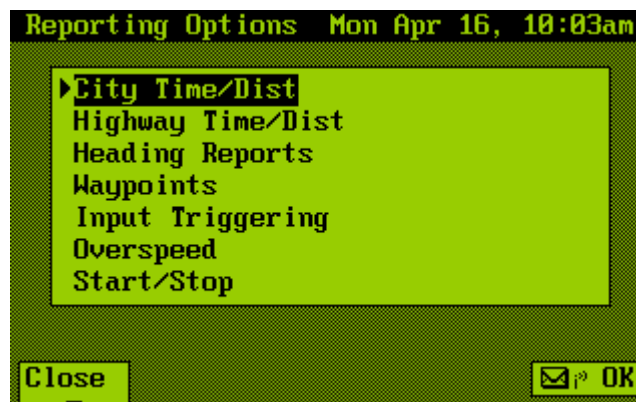 Reporting Options Mon Apr 16, 10:03am
City Time/Dist
Highway Time/Dist
Heading Reports
Waypoints
Input Triggering
Overspeed
Start/Stop
Close OK